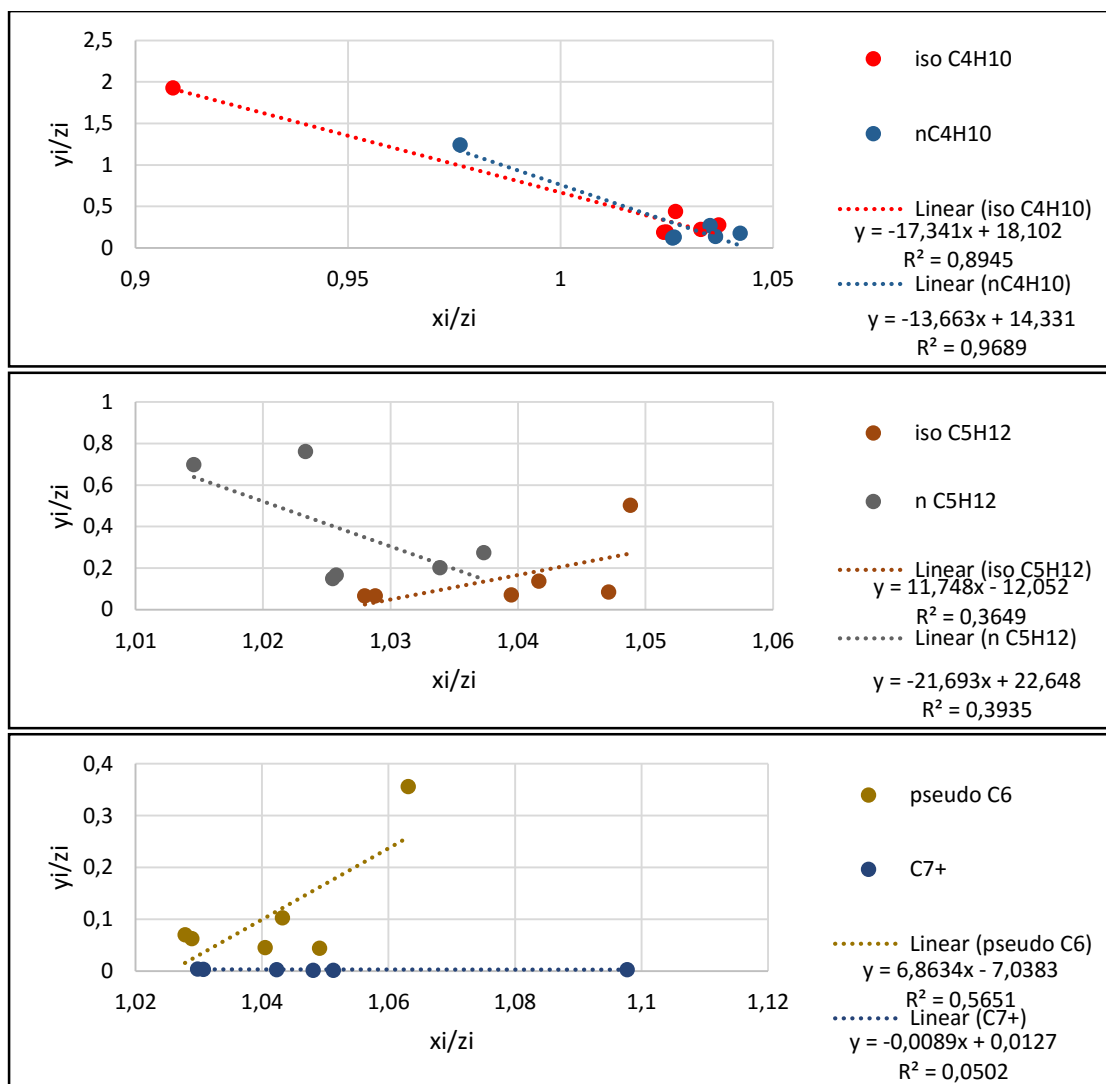 2,5
2
1,5
1
0,5
0
0,9
0,95
1
1,05
yi/zi
xi/zi
iso C4H10
nC4H10
Linear (iso C4H10)
y = -17,341x + 18,102
R² = 0,8945
Linear (nC4H10)
y = -13,663x + 14,331
R² = 0,9689
1
0,8
0,6
0,4
0,2
0
1,01
1,02
1,03
1,04
1,05
1,06
yi/zi
xi/zi
iso C5H12
n C5H12
Linear (iso C5H12)
y = 11,748x - 12,052
R² = 0,3649
Linear (n C5H12)
y = -21,693x + 22,648
R² = 0,3935
0,4
0,3
0,2
0,1
0
1,02
1,04
1,06
1,08
1,1
1,12
yi/zi
xi/zi
pseudo C6
C7+
Linear (pseudo C6)
y = 6,8634x - 7,0383
R² = 0,5651
Linear (C7+)
y = -0,0089x + 0,0127
R² = 0,0502